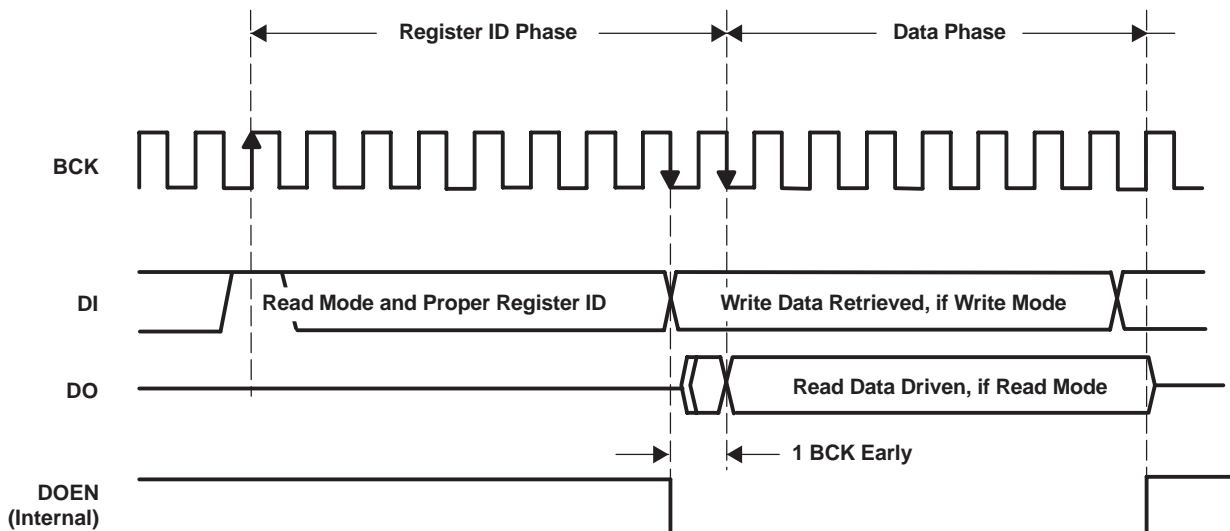 Register ID Phase
Data Phase
BCK
DI
Read Mode and Proper Register ID
Write Data Retrieved, if Write Mode
DO
Read Data Driven, if Read Mode
1 BCK Early
DOEN
(Internal)